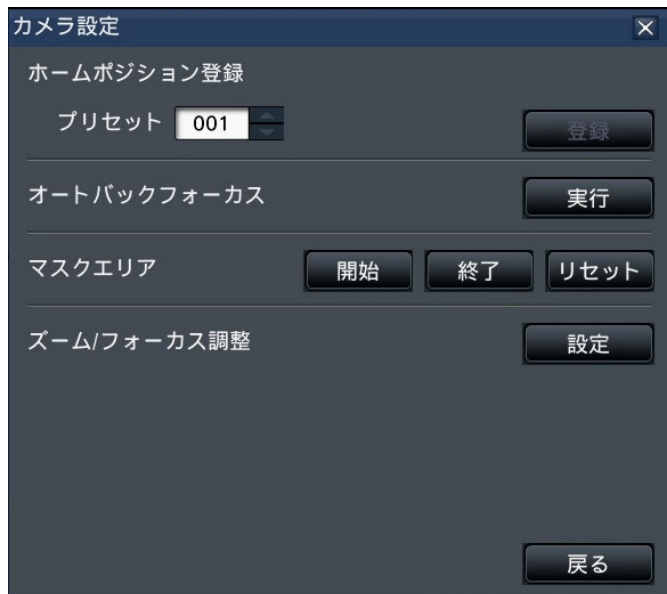 カメラ設定
ホームポジション登録
プリセット 001
登録
オートバックフォーカス 実行
マスクエリア 開始 終了 リセット
ズーム/フォーカス調整 設定
戻る